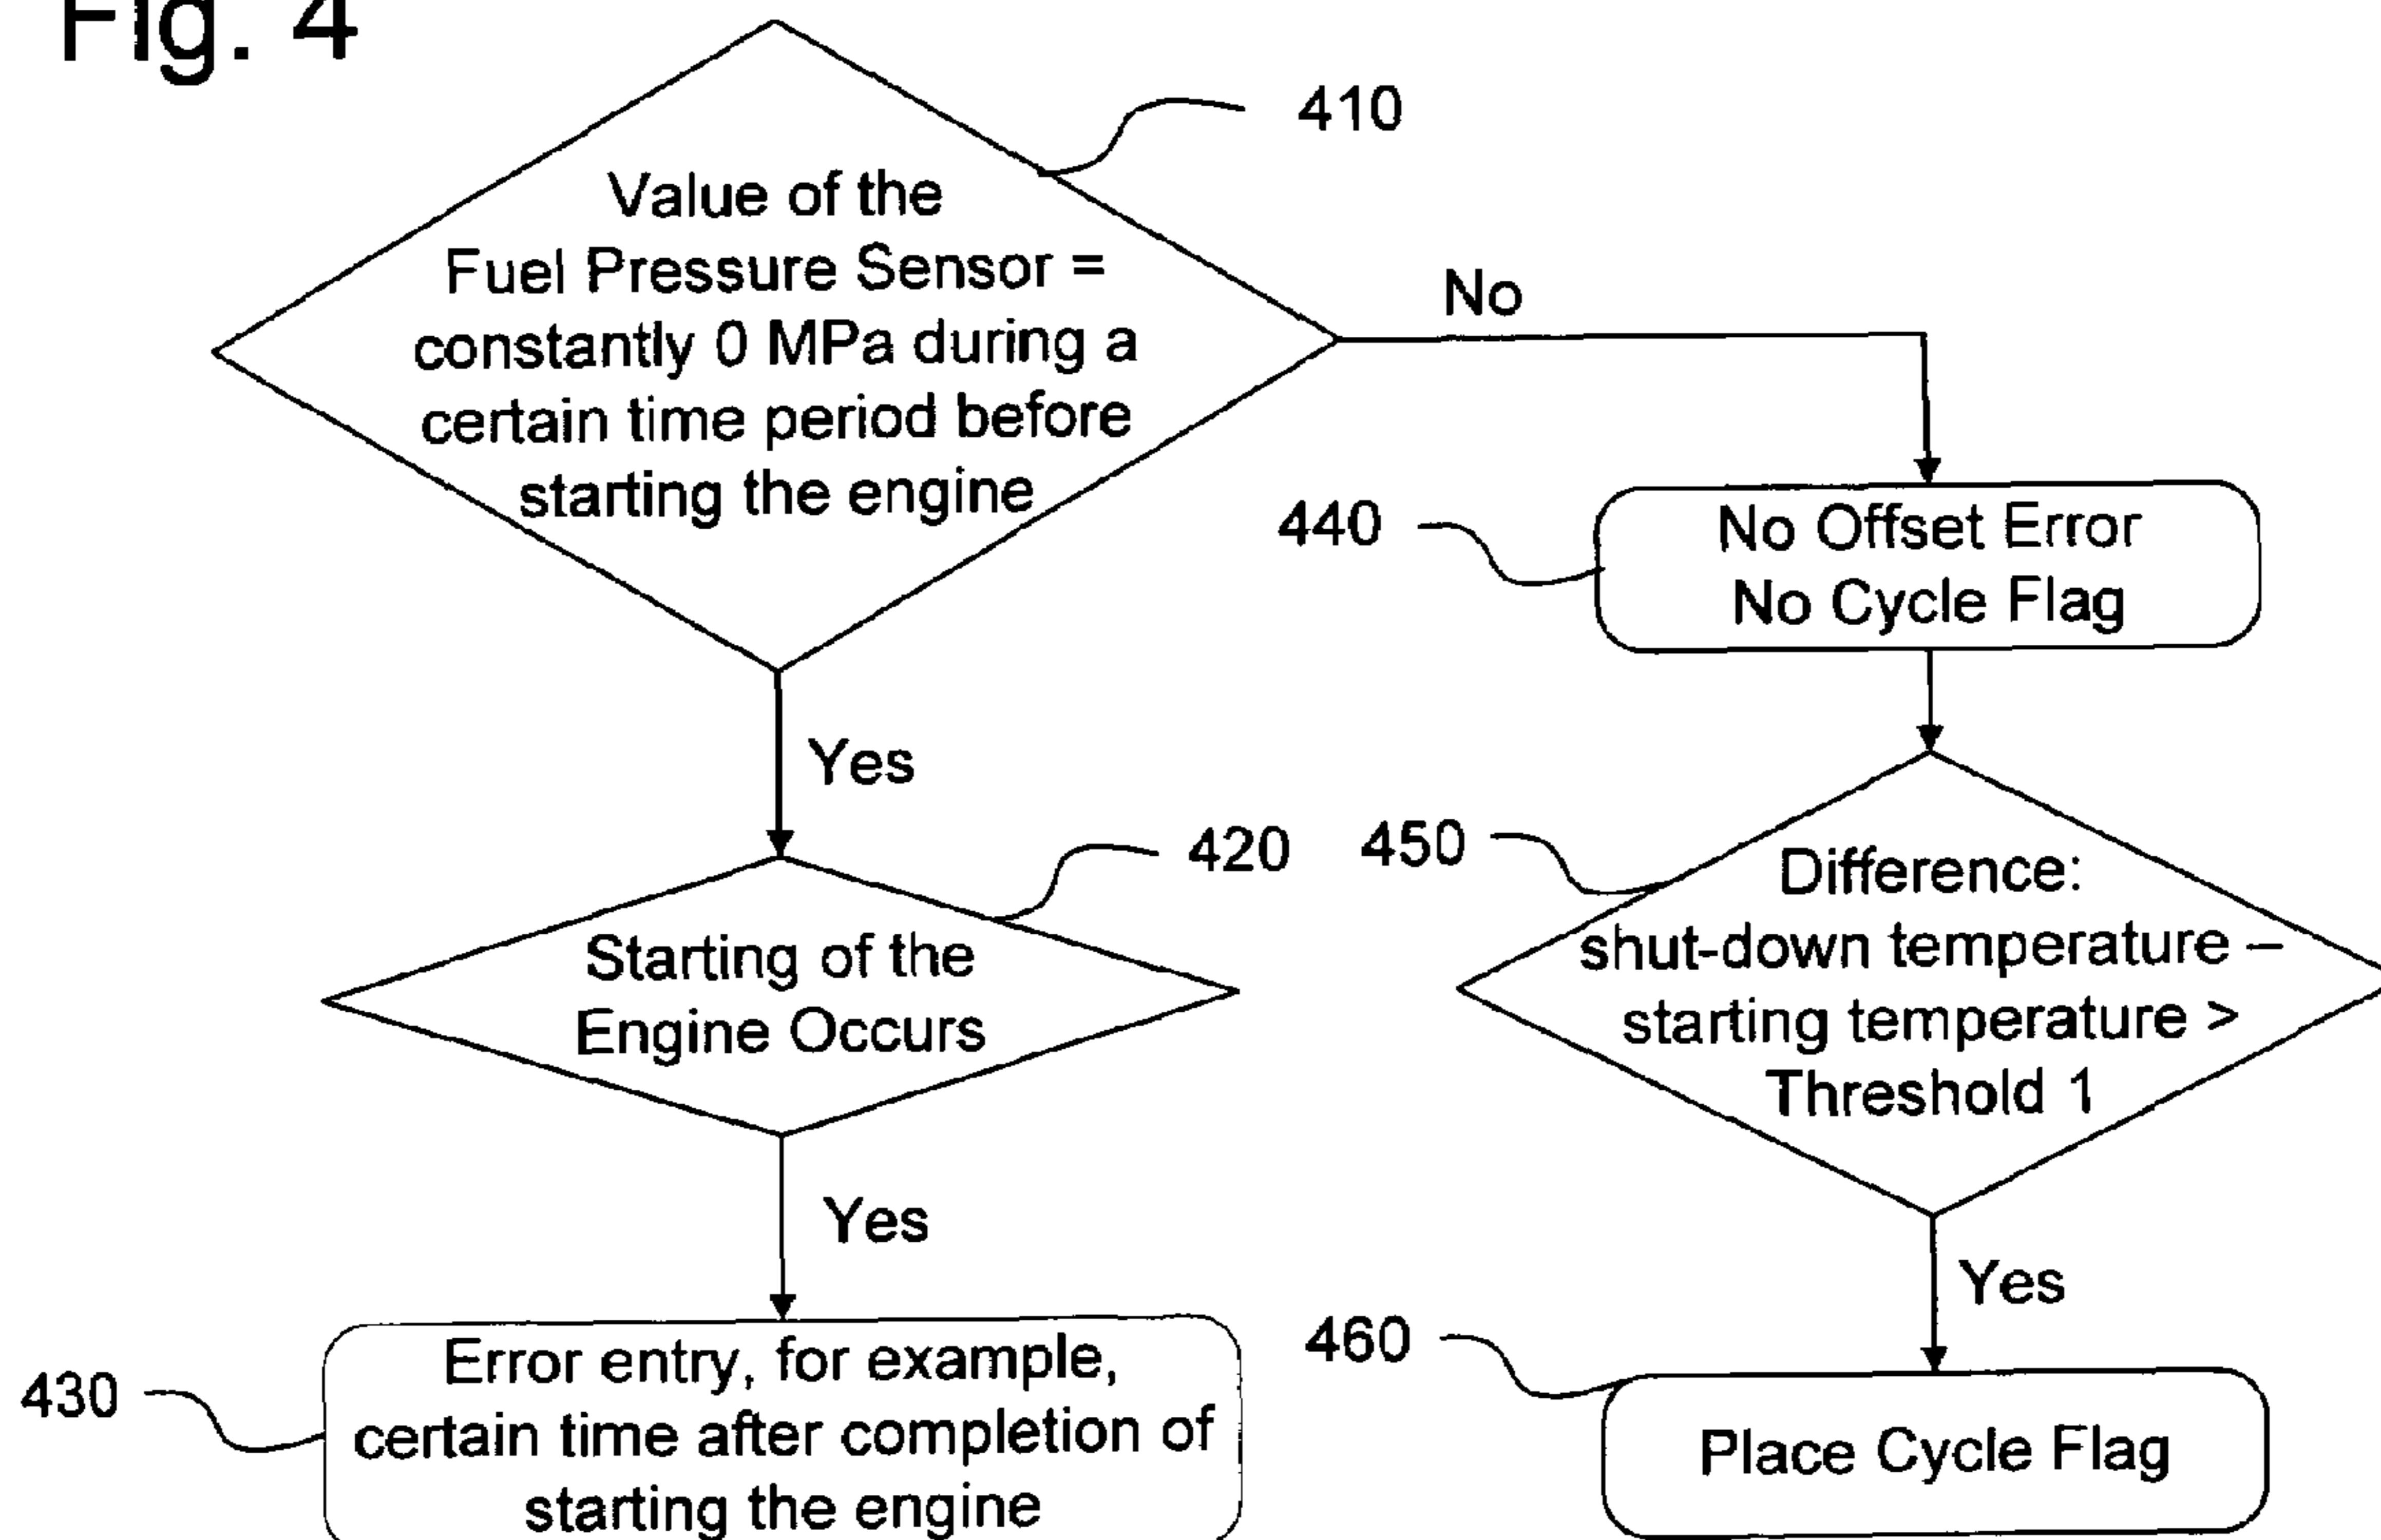 Fig. 4
410
Value of the
Fuel Pressure Sensor =
constantly 0 MPa during a
certain time period before
starting the engine
No
440
No Offset Error
No Cycle Flag
Yes
420
Starting of the
Engine Occurs
450
Difference:
shut-down temperature –
starting temperature >
Threshold 1
Yes
430
Error entry, for example,
certain time after completion of
starting the engine
Yes
460
Place Cycle Flag